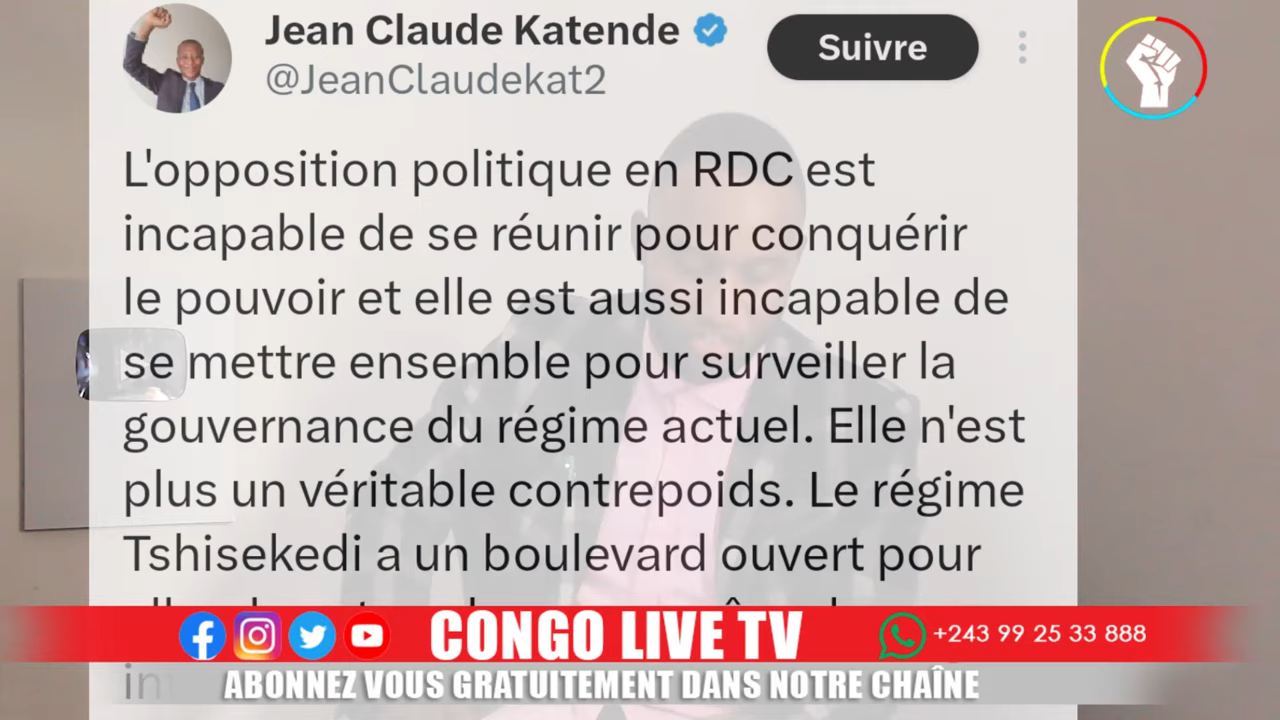 Jean Claude Katende
Suivre
@JeanClaudekat2
L'opposition politique en RDC est
incapable de se réunir pour conquérir
le pouvoir et elle est aussi incapable de
se mettre ensemble pour surveiller la
gouvernance du régime actuel. Elle n'est
plus un véritable contrepoids. Le régime
Tshisekedi a un boulevard ouvert pour
CONGO LIVE TV
+243 99 25 33 888
ABONNEZ VOUS GRATUITEMENT DANS NOTRE CHAÎNE